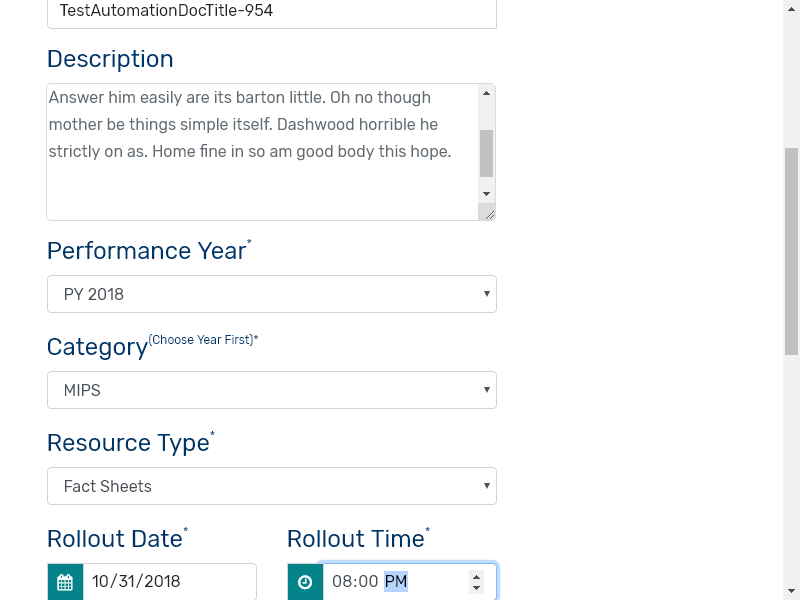 TestAutomationDocTitle-954
Description
Answer him easily are its barton little. Oh no though
mother be things simple itself. Dashwood horrible he
strictly on as. Home fine in so am good body this hope.
Performance Year*
PY 2018
Category(Choose Year First)*
MIPS
Resource Type*
Fact Sheets
Rollout Date* Rollout Time*
10/31/2018 08:00 PM